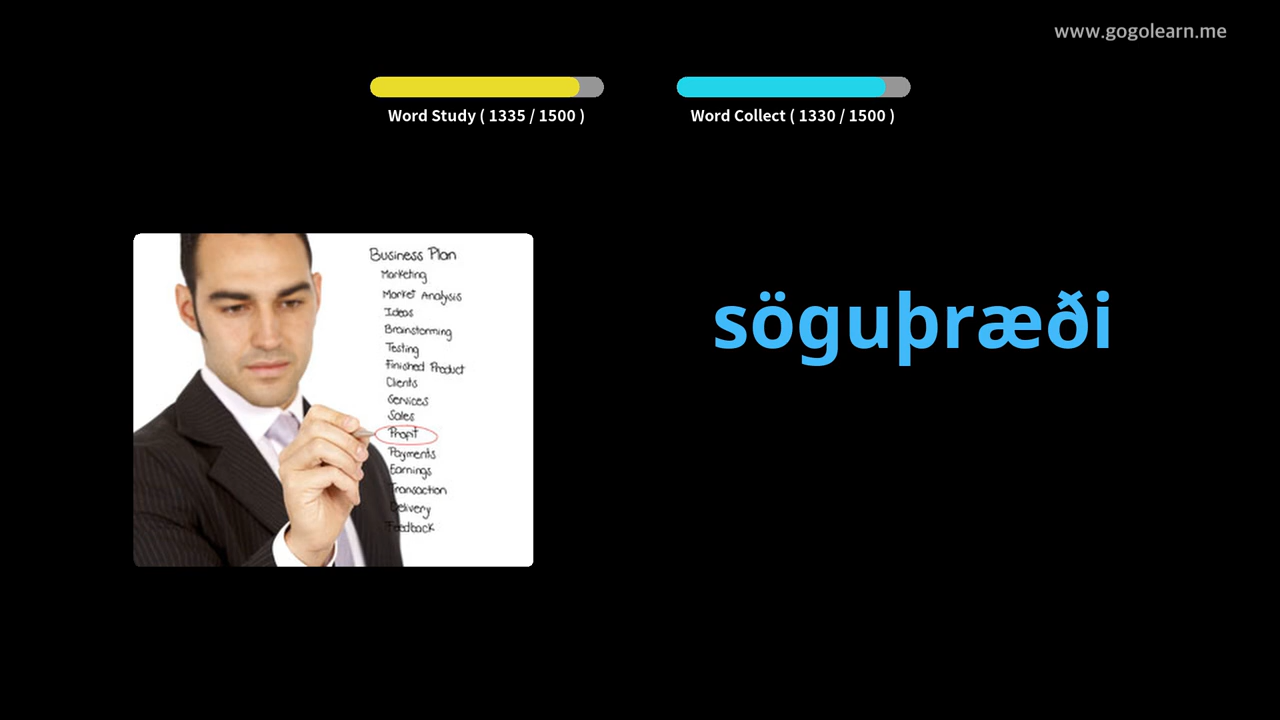 www.gogolearn.me
Word Study ( 1335 / 1500 )
Word Collect ( 1330 / 1500 )
Business Plan
Marketing
Market Analysis
Ideas
Brainstorming
Testing
Finished Product
Clients
Services
Sales
Profit
Payments
Earnings
Transaction
Delivery
Feedback
söguþræði